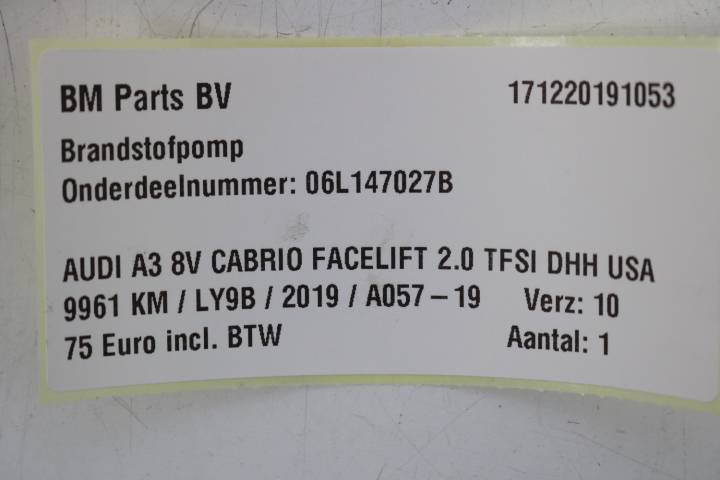 BM Parts BV 171220191053
Brandstofpomp
Onderdeelnummer: 06L147027B
AUDI A3 8V CABRIO FACELIFT 2.0 TFSI DHH USA
9961 KM / LY9B / 2019 / A057-19 Verz: 10
75 Euro incl. BTW Aantal: 1